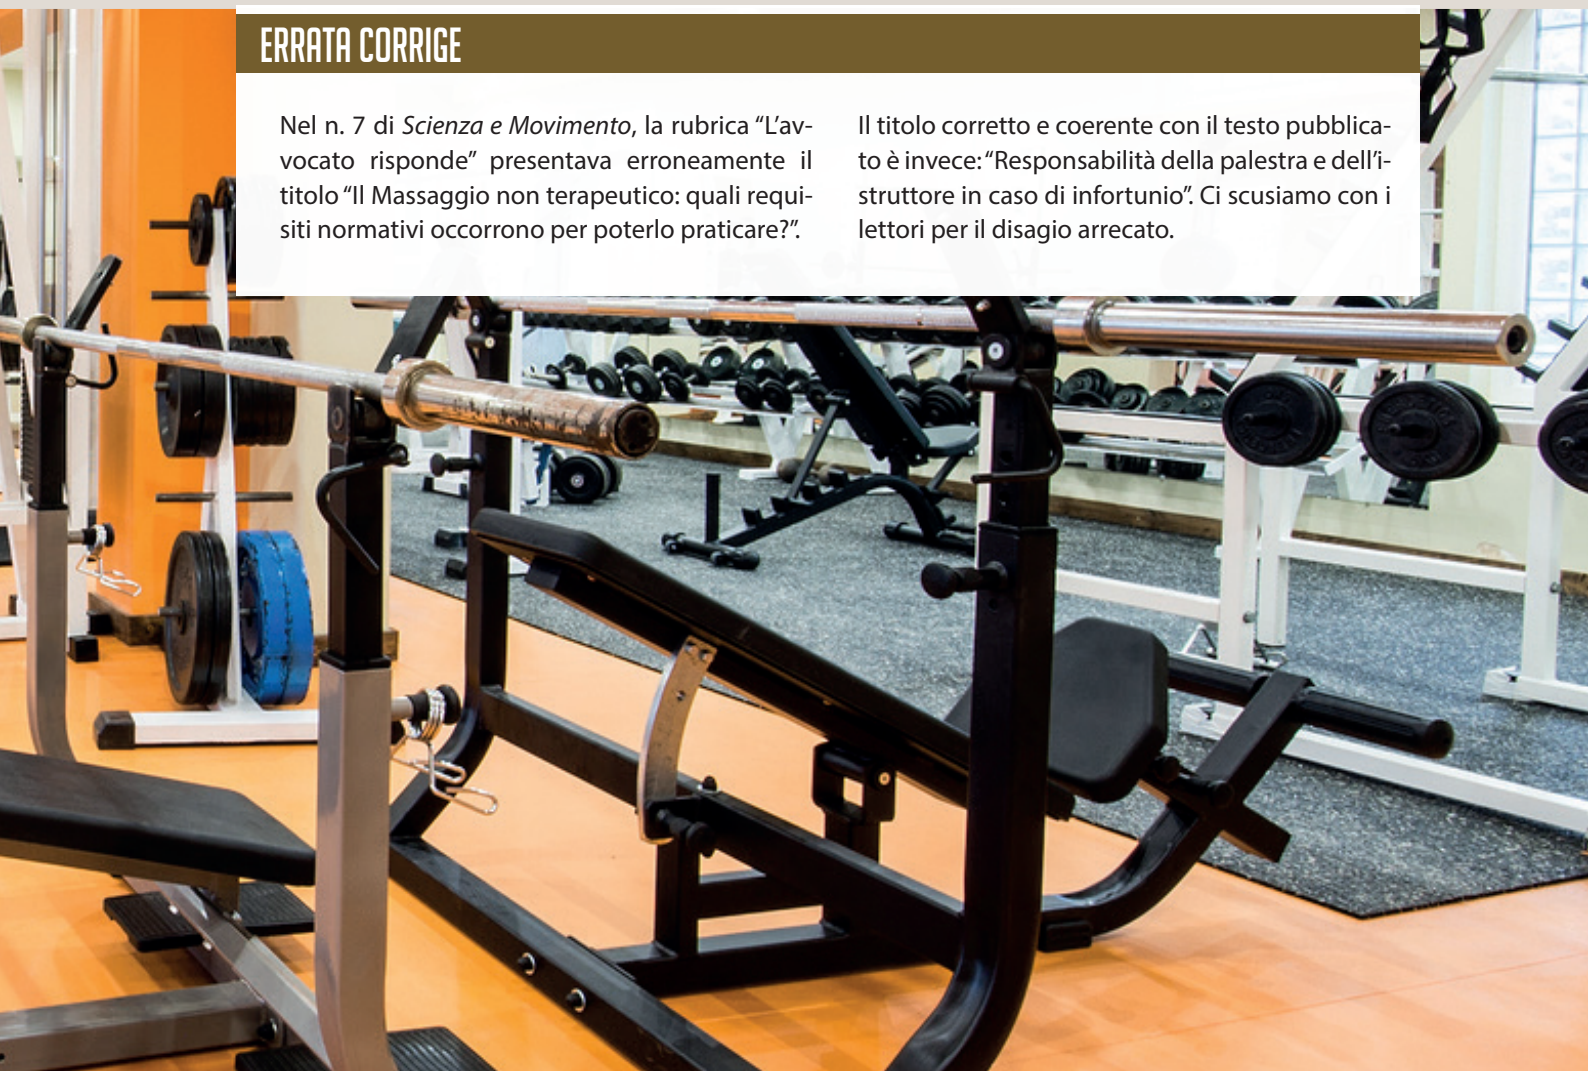 ERRATA CORRIGE
Nel n. 7 di Scienza e Movimento, la rubrica “L’av-
vocato risponde” presentava erroneamente il
titolo “Il Massaggio non terapeutico: quali requi-
siti normativi occorrono per poterlo praticare?”.
Il titolo corretto e coerente con il testo pubblica-
to è invece: “Responsabilità della palestra e dell’i-
struttore in caso di infortunio”. Ci scusiamo con i
lettori per il disagio arrecato.